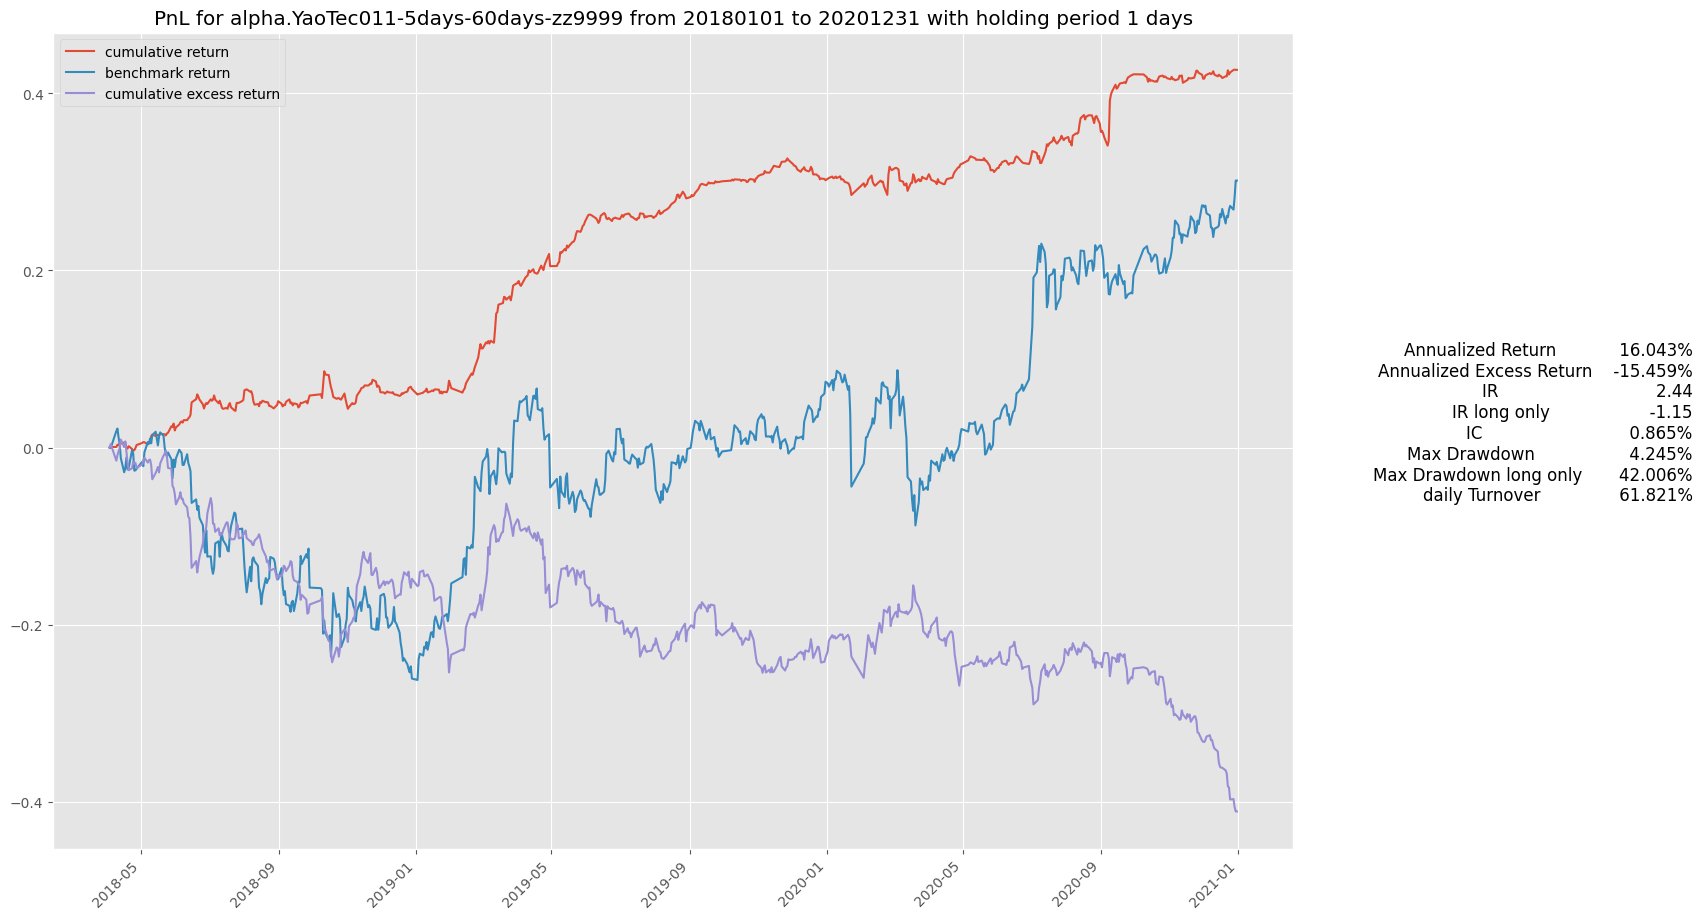 PnL for alpha.YaoTec011-5days-60days-zz9999 from 20180101 to 20201231 with holding period 1 days
cumulative return
benchmark return
cumulative excess return
0.4
0.2
0.0
−0.2
−0.4
2018-05
2018-09
2019-01
2019-05
2019-09
2020-01
2020-05
2020-09
2021-01
Annualized Return 16.043%
Annualized Excess Return -15.459%
IR 2.44
IR long only -1.15
IC 0.865%
Max Drawdown 4.245%
Max Drawdown long only 42.006%
daily Turnover 61.821%